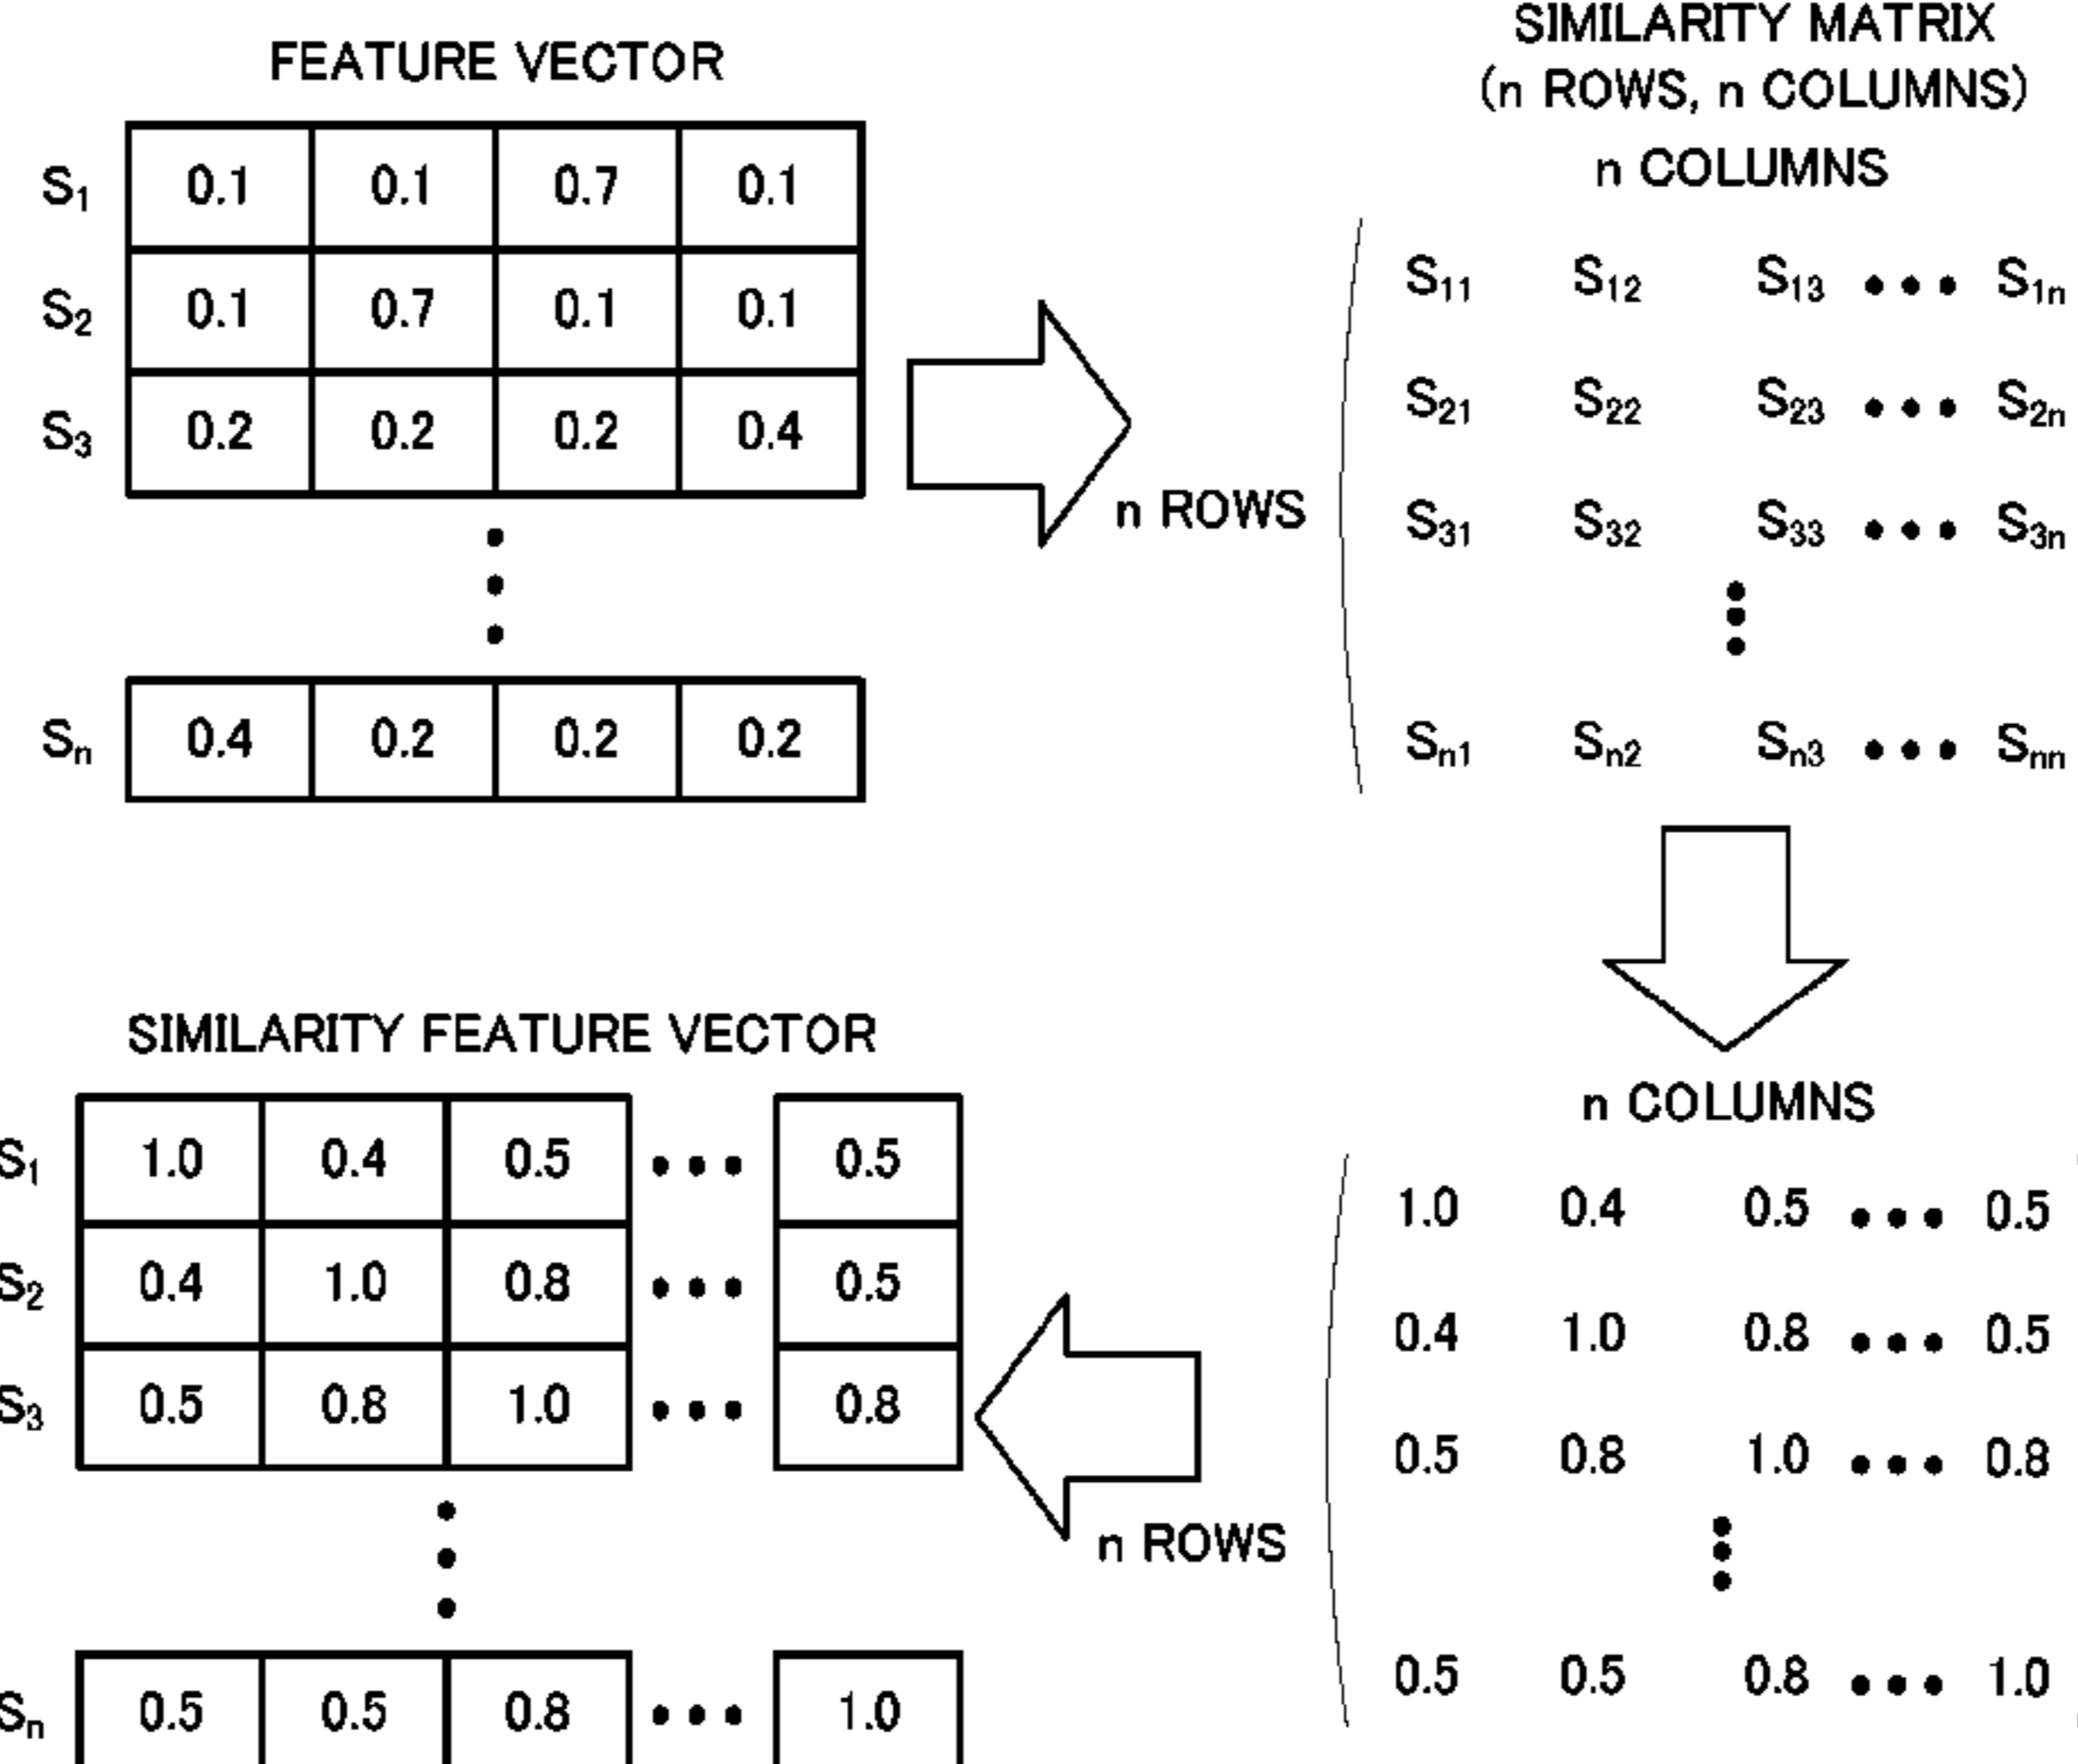 FEATURE VECTOR
S1 0.1 0.1 0.7 0.1
S2 0.1 0.7 0.1 0.1
S3 0.2 0.2 0.2 0.4
Sn 0.4 0.2 0.2 0.2
SIMILARITY MATRIX
(n ROWS, n COLUMNS)
n COLUMNS
n ROWS
S11 S12 S13 ••• S1n
S21 S22 S23 ••• S2n
S31 S32 S33 ••• S3n
Sn1 Sn2 Sn3 ••• Snn
n COLUMNS
n ROWS
1.0 0.4 0.5 ••• 0.5
0.4 1.0 0.8 ••• 0.5
0.5 0.8 1.0 ••• 0.8
0.5 0.5 0.8 ••• 1.0
SIMILARITY FEATURE VECTOR
S1 1.0 0.4 0.5 ••• 0.5
S2 0.4 1.0 0.8 ••• 0.5
S3 0.5 0.8 1.0 ••• 0.8
Sn 0.5 0.5 0.8 ••• 1.0